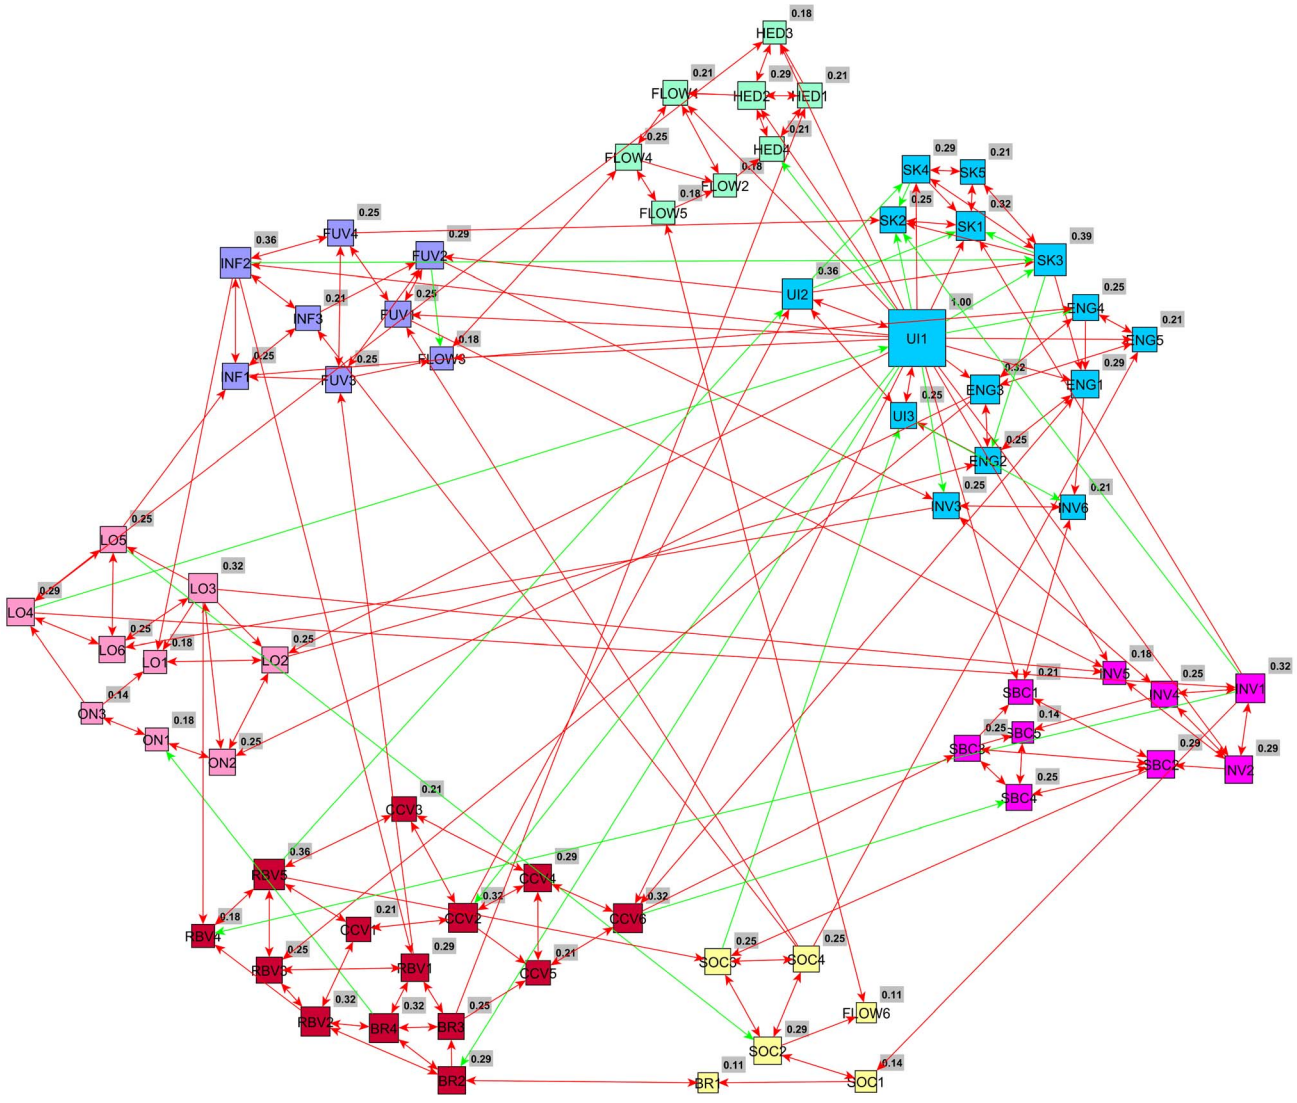 0.18
HED3
0.21
0.29
0.21
FLOW1
HED2
HED1
0.25
0.21
FLOW4
HED4
0.18
FLOW2
0.18
FLOW5
0.29
0.21
SK4
SK5
0.25
0.32
SK2
SK1
0.39
SK3
0.25
FUV4
0.36
INF2
0.29
FUV2
0.21
INF3
0.25
FUV1
0.18
FLOW3
0.25
INF1
0.25
FUV3
0.36
UI2
1.00
UI1
0.25
ENG4
0.21
ENG5
0.32
ENG3
0.29
ENG1
0.25
UI3
0.25
ENG2
0.25
INV3
0.21
INV6
0.25
LO5
0.32
LO3
0.29
LO4
0.25
LO6
0.18
LO1
0.25
LO2
0.14
ON3
0.18
ON1
0.25
ON2
0.18
INV5
0.25
INV4
0.32
INV1
0.21
SBC1
0.14
SBC5
0.25
SBC3
0.29
SBC2
0.29
INV2
0.25
SBC4
0.21
CCV3
0.36
RBV5
0.29
CCV4
0.18
RBV4
0.21
CCV1
0.32
CCV2
0.32
CCV6
0.25
RBV3
0.29
RBV1
0.21
CCV5
0.32
RBV2
0.32
BR4
0.25
BR3
0.29
BR2
0.25
SOC3
0.25
SOC4
0.11
FLOW6
0.29
SOC2
0.11
BR1
0.14
SOC1